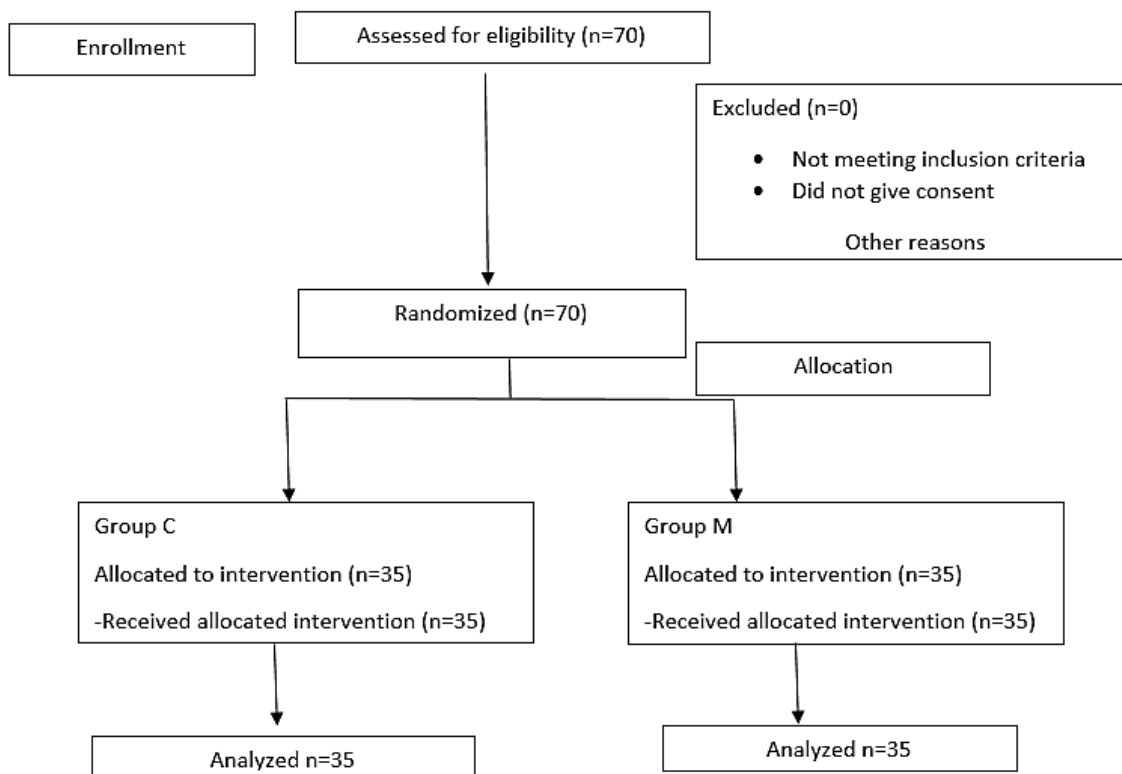 Enrollment
Assessed for eligibility (n=70)
Excluded (n=0)
• Not meeting inclusion criteria
• Did not give consent
Other reasons
Randomized (n=70)
Allocation
Group C
Allocated to intervention (n=35)
-Received allocated intervention (n=35)
Group M
Allocated to intervention (n=35)
-Received allocated intervention (n=35)
Analyzed n=35
Analyzed n=35